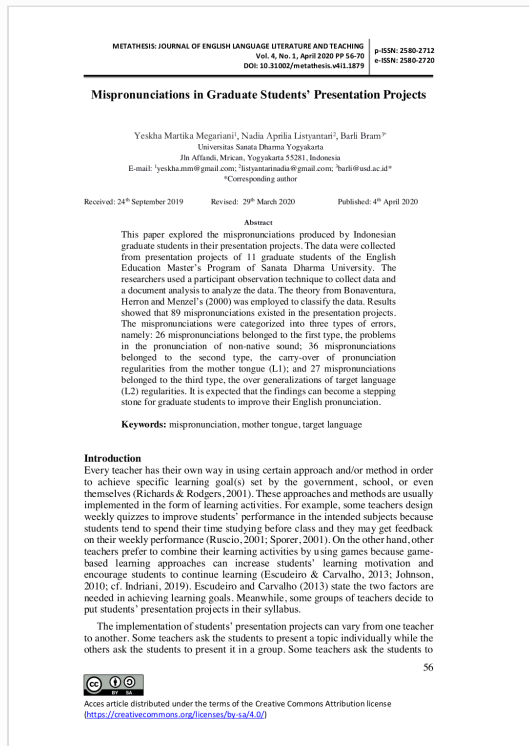 METATHESIS: JOURNAL OF ENGLISH LANGUAGE LITERATURE AND TEACHING
Vol. 4, No. 1, April 2020 PP 56-70
DOI: 10.31002/metathesis.v4i1.1879
p-ISSN: 2580-2712
e-ISSN: 2580-2720
Mispronunciations in Graduate Students' Presentation Projects
Yeskha Martika Megariani¹, Nadia Aprilia Listyantari², Barli Bram³*
Universitas Sanata Dharma Yogyakarta
Jln Affandi, Mrican, Yogyakarta 55281, Indonesia
E-mail: ¹yeskha.mm@gmail.com; ²listyantarinadia@gmail.com; ³barli@usd.ac.id*
*Corresponding author
Received: 24th September 2019 Revised: 29th March 2020 Published: 4th April 2020
Abstract
This paper explored the mispronunciations produced by Indonesian
graduate students in their presentation projects. The data were collected
from presentation projects of 11 graduate students of the English
Education Master's Program of Sanata Dharma University. The
researchers used a participant observation technique to collect data and
a document analysis to analyze the data. The theory from Bonaventura,
Herron and Menzel's (2000) was employed to classify the data. Results
showed that 89 mispronunciations existed in the presentation projects.
The mispronunciations were categorized into three types of errors,
namely: 26 mispronunciations belonged to the first type, the problems
in the pronunciation of non-native sound; 36 mispronunciations
belonged to the second type, the carry-over of pronunciation
regularities from the mother tongue (L1); and 27 mispronunciations
belonged to the third type, the over generalizations of target language
(L2) regularities. It is expected that the findings can become a stepping
stone for graduate students to improve their English pronunciation.
Keywords: mispronunciation, mother tongue, target language
Introduction
Every teacher has their own way in using certain approach and/or method in order
to achieve specific learning goal(s) set by the government, school, or even
themselves (Richards & Rodgers, 2001). These approaches and methods are usually
implemented in the form of learning activities. For example, some teachers design
weekly quizzes to improve students' performance in the intended subjects because
students tend to spend their time studying before class and they may get feedback
on their weekly performance (Ruscio, 2001; Sporer, 2001). On the other hand, other
teachers prefer to combine their learning activities by using games because game-
based learning approaches can increase students' learning motivation and
encourage students to continue learning (Escudeiro & Carvalho, 2013; Johnson,
2010; cf. Indriani, 2019). Escudeiro and Carvalho (2013) state the two factors are
needed in achieving learning goals. Meanwhile, some groups of teachers decide to
put students' presentation projects in their syllabus.
The implementation of students' presentation projects can vary from one teacher
to another. Some teachers ask the students to present a topic individually while the
others ask the students to present it in a group. Some teachers ask the students to
56
cc BY SA
Acces article distributed under the terms of the Creative Commons Attribution license
(https://creativecommons.org/licenses/by-sa/4.0/)